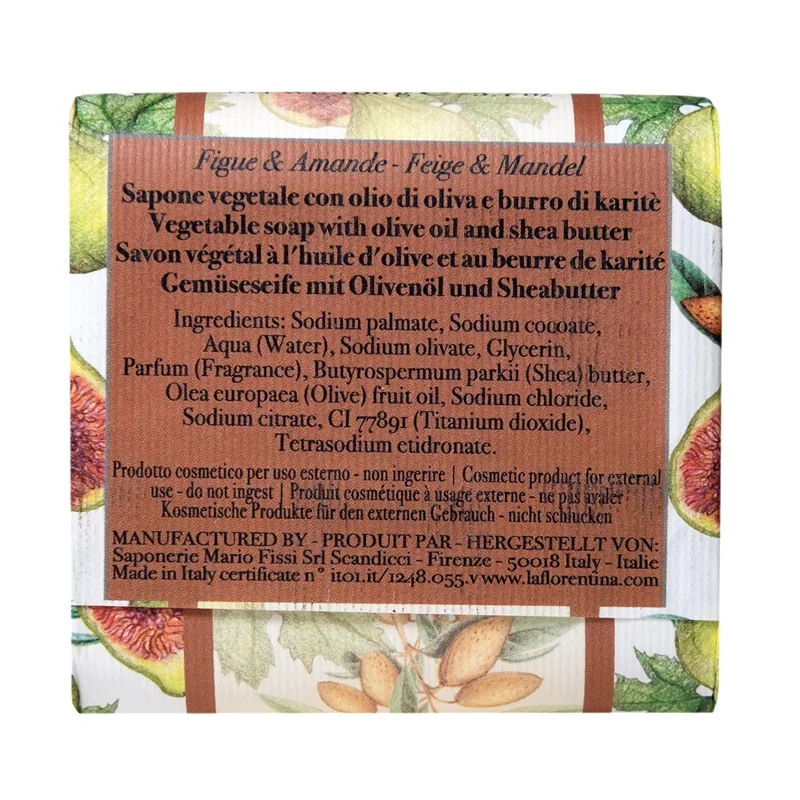 Figue & Amande - Feige & Mandel
Sapone vegetale con olio di oliva e burro di karitè
Vegetable soap with olive oil and shea butter
Savon végétal à l'huile d'olive et au beurre de karité
Gemüseseife mit Olivenöl und Sheabutter
Ingredients: Sodium palmate, Sodium cocoate,
Aqua (Water), Sodium olivate, Glycerin,
Parfum (Fragrance), Butyrospermum parkii (Shea) butter,
Olea europaea (Olive) fruit oil, Sodium chloride,
Sodium citrate, CI 77891 (Titanium dioxide),
Tetrasodium etidronate.
Prodotto cosmetico per uso esterno - non ingerire | Cosmetic product for external
use - do not ingest | Produit cosmétique à usage externe - ne pas avaler
Kosmetische Produkte für den externen Gebrauch - nicht schlucken
MANUFACTURED BY - PRODUIT PAR - HERGESTELLT VON:
Saponerie Mario Fissi Srl Scandicci - Firenze - 50018 Italy - Italie
Made in Italy certificate n° it01.it/1248.055.v www.laflorentina.com